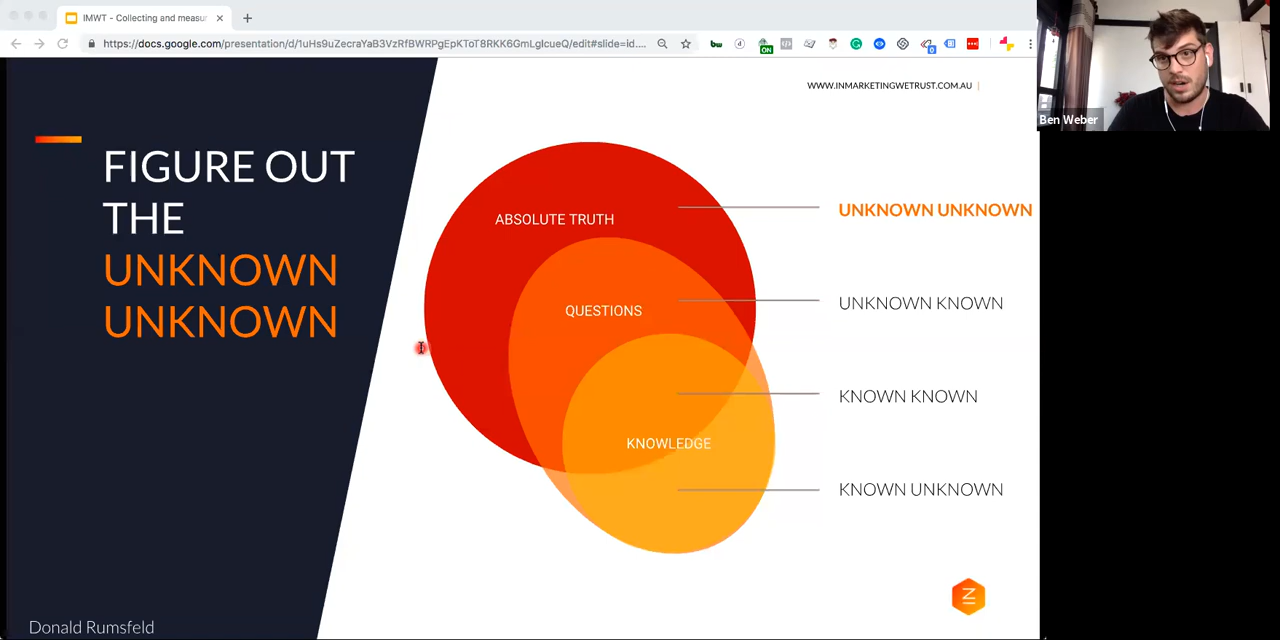 IMWT - Collecting and measur
https://docs.google.com/presentation/d/1uHs9uZecraYaB3VzRfBWRPgEpKToT8RKK6GmLglcueQ/edit#slide=id....
ON
0
Ben Weber
WWW.INMARKETINGWETRUST.COM.AU |
FIGURE OUT
THE
UNKNOWN
UNKNOWN
ABSOLUTE TRUTH
UNKNOWN UNKNOWN
QUESTIONS
UNKNOWN KNOWN
KNOWN KNOWN
KNOWLEDGE
KNOWN UNKNOWN
Donald Rumsfeld